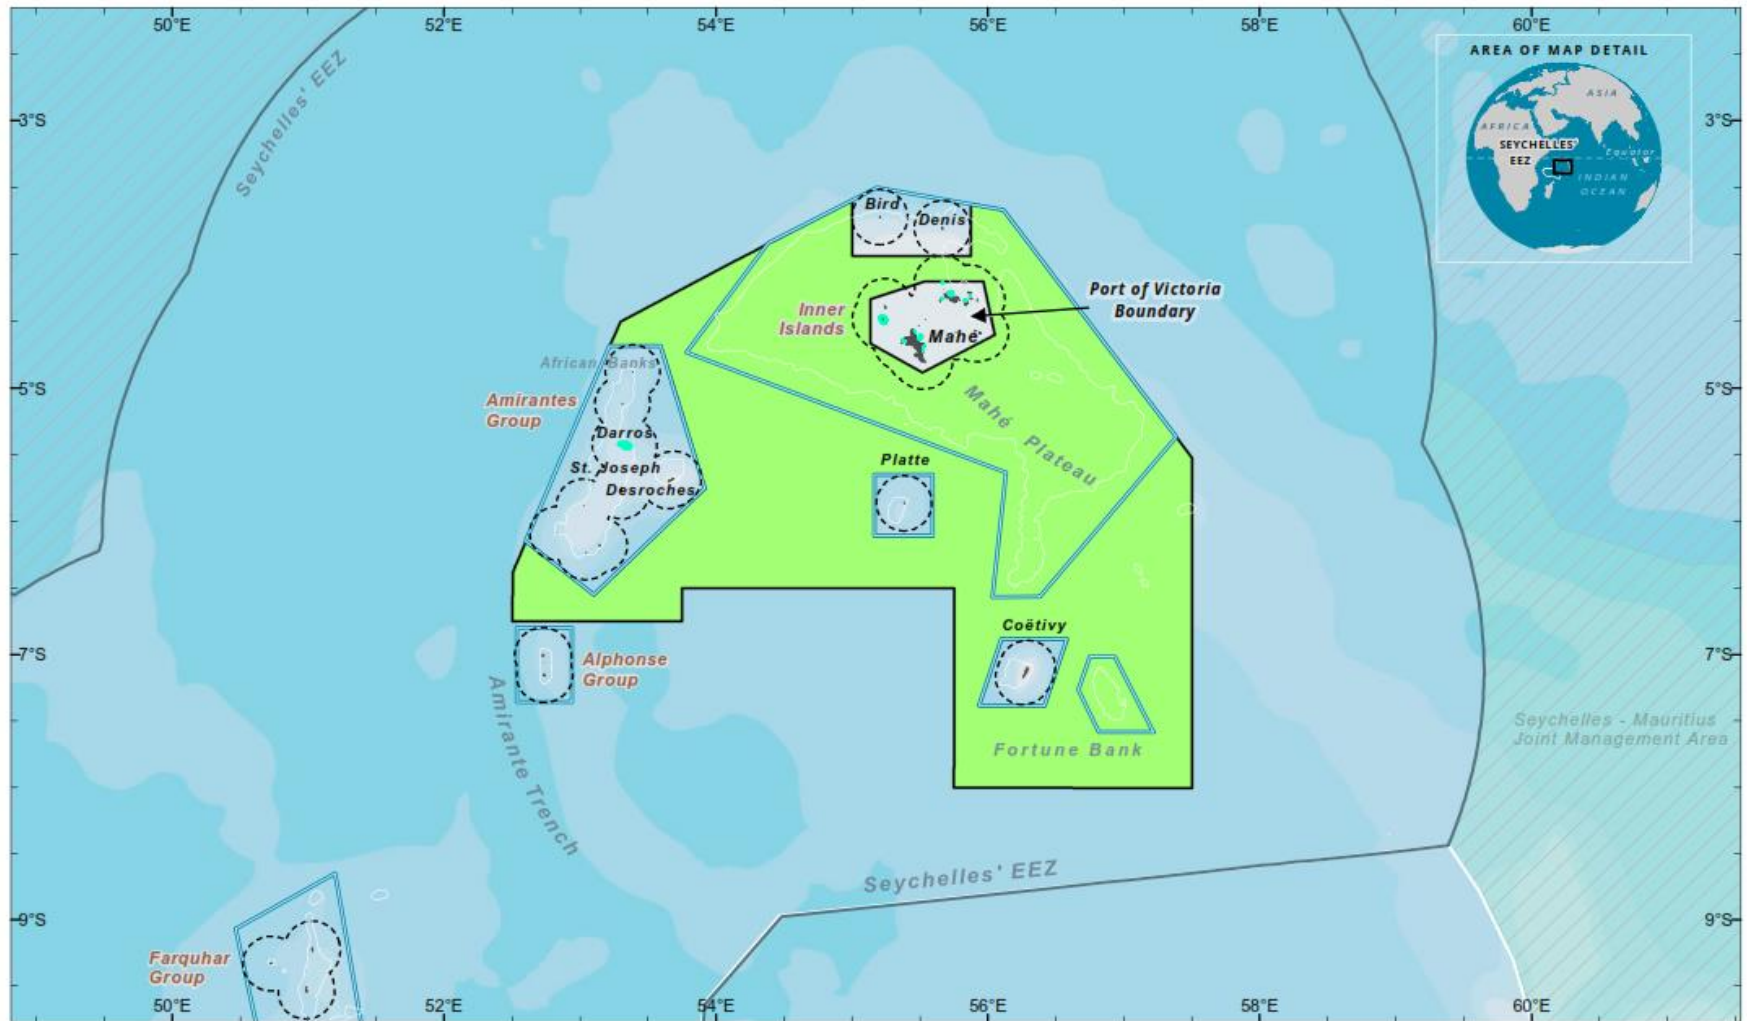 50°E
52°E
54°E
56°E
58°E
60°E
AREA OF MAP DETAIL
ASIA
AFRICA
SEYCHELLES'
EEZ
Equator
INDIAN
OCEAN
3°S
3°S
Seychelles' EEZ
Bird
Denis
Port of Victoria
Boundary
Inner
Islands
Mahé
African Banks
5°S
5°S
Amirantes
Group
Mahé Plateau
Darros
St. Joseph
Desroches
Platte
Coëtivy
7°S
7°S
Alphonse
Group
Amirante Trench
Fortune Bank
Seychelles - Mauritius
Joint Management Area
Seychelles' EEZ
9°S
9°S
Farquhar
Group
50°E
52°E
54°E
56°E
58°E
60°E